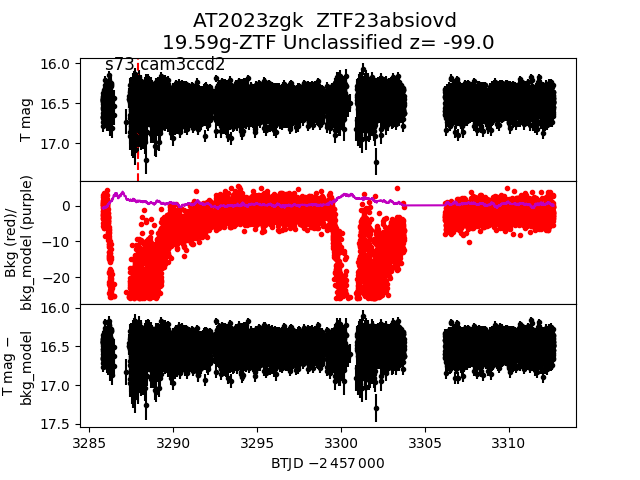 AT2023zgk  ZTF23absiovd
19.59g-ZTF Unclassified z= -99.0
s73 cam3ccd2
16.0
16.5
17.0
T mag
0
−10
−20
Bkg (red)/
bkg_model (purple)
16.0
16.5
17.0
17.5
T mag −
bkg_model
3285 3290 3295 3300 3305 3310
BTJD −2 457 000